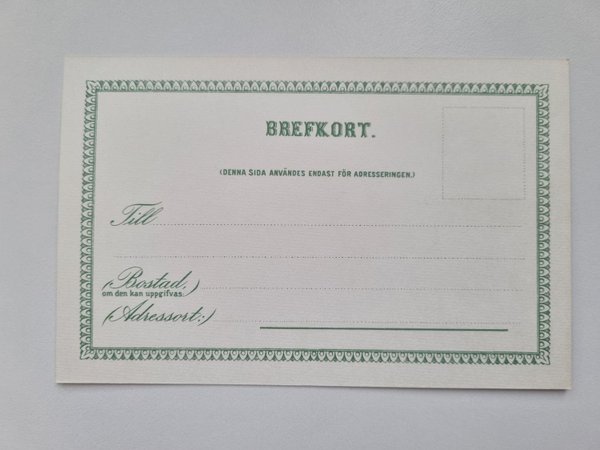 BREFKORT.
(DENNA SIDA ANVÄNDES ENDAST FÖR ADRESSERINGEN.)
Till
(Bostad,)
om den kan uppgifvas.
(Adressort:)